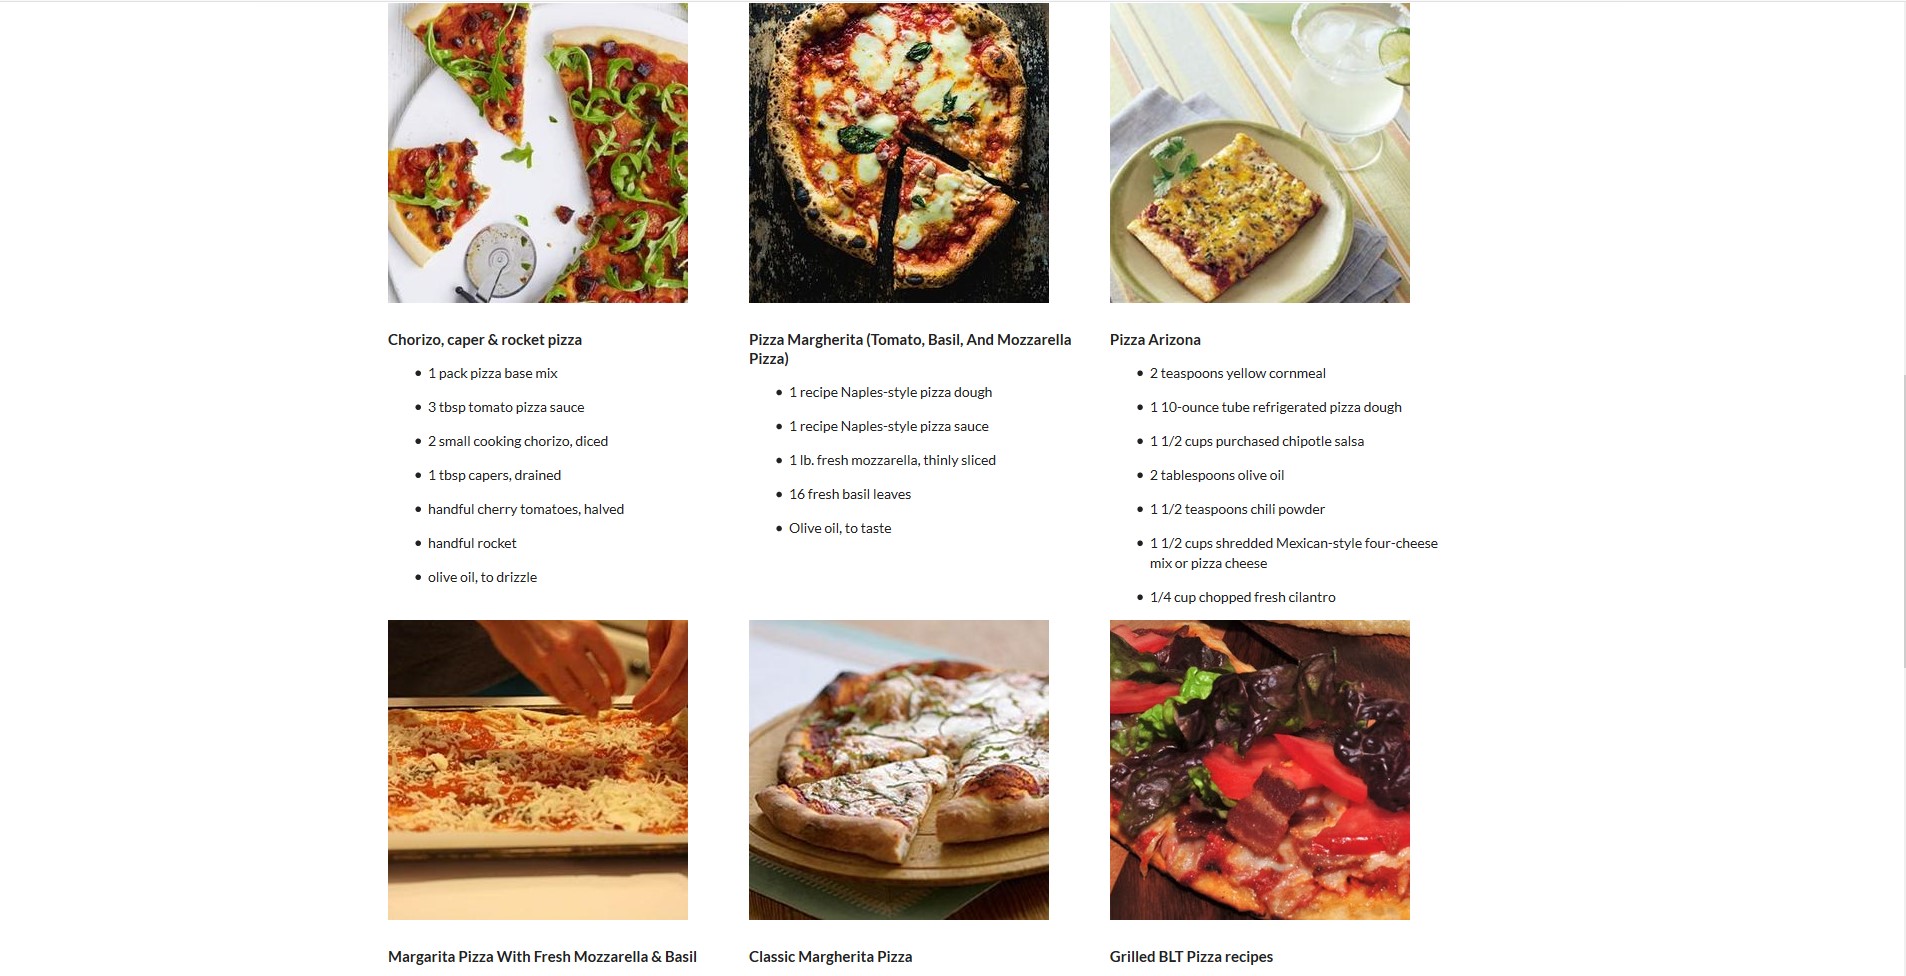 Chorizo, caper & rocket pizza
• 1 pack pizza base mix
• 3 tbsp tomato pizza sauce
• 2 small cooking chorizo, diced
• 1 tbsp capers, drained
• handful cherry tomatoes, halved
• handful rocket
• olive oil, to drizzle
Pizza Margherita (Tomato, Basil, And Mozzarella
Pizza)
• 1 recipe Naples-style pizza dough
• 1 recipe Naples-style pizza sauce
• 1 lb. fresh mozzarella, thinly sliced
• 16 fresh basil leaves
• Olive oil, to taste
Pizza Arizona
• 2 teaspoons yellow cornmeal
• 1 10-ounce tube refrigerated pizza dough
• 1 1/2 cups purchased chipotle salsa
• 2 tablespoons olive oil
• 1 1/2 teaspoons chili powder
• 1 1/2 cups shredded Mexican-style four-cheese
mix or pizza cheese
• 1/4 cup chopped fresh cilantro
Margarita Pizza With Fresh Mozzarella & Basil
Classic Margherita Pizza
Grilled BLT Pizza recipes